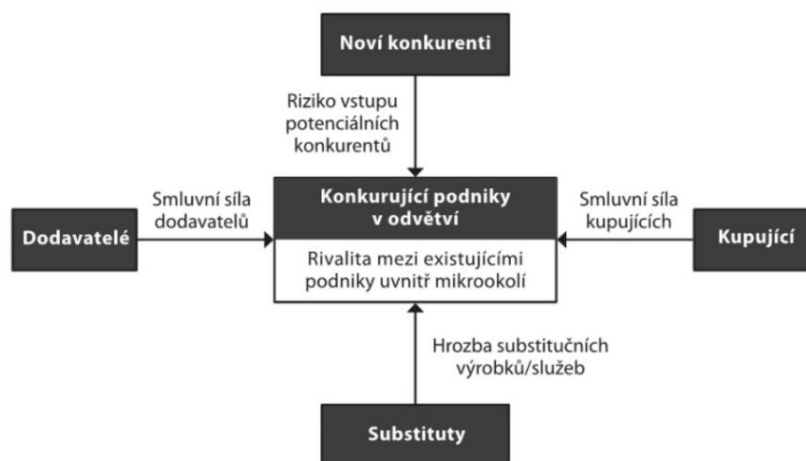 Noví konkurenti
Riziko vstupu
potenciálních
konkurentů
Smluvní síla
dodavatelů
Konkurující podniky
v odvětví
Smluvní síla
kupujících
Dodavatelé
Kupující
Rivalita mezi existujícími
podniky uvnitř mikrookolí
Hrozba substitučních
výrobků/služeb
Substituty